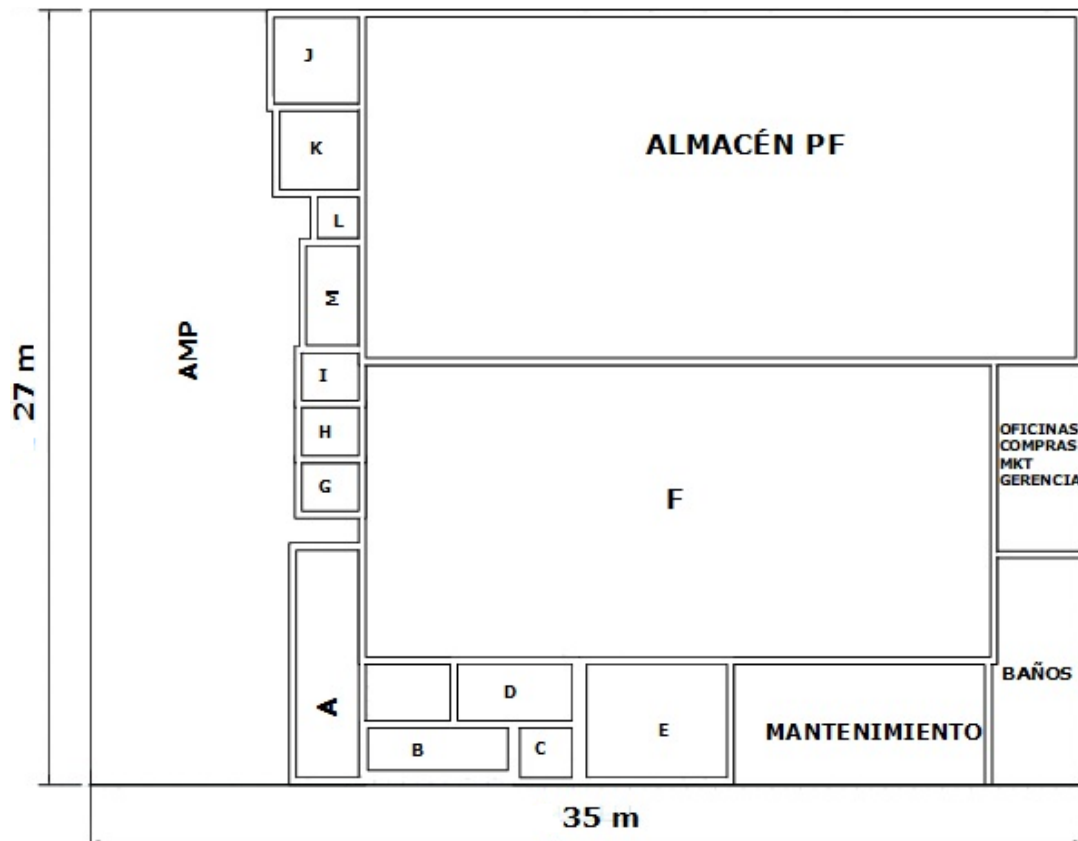 J
ALMACÉN PF
K
L
M
AMP
27 m
I
H
G
F
OFICINAS
COMPRAS
MKT
GERENCIA
A
D
B
C
E
MANTENIMIENTO
BAÑOS
35 m